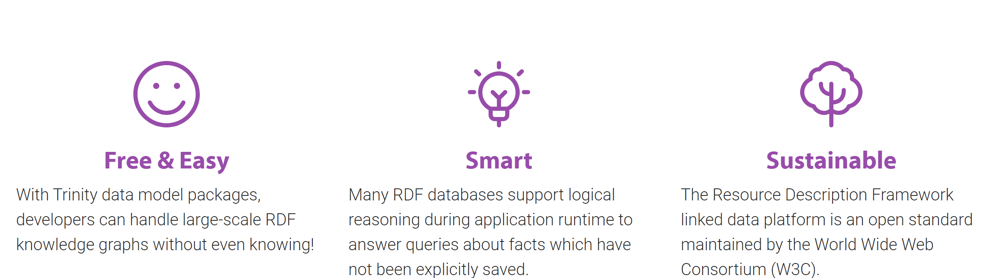 Free & Easy
With Trinity data model packages,
developers can handle large-scale RDF
knowledge graphs without even knowing!
Smart
Many RDF databases support logical
reasoning during application runtime to
answer queries about facts which have
not been explicitly saved.
Sustainable
The Resource Description Framework
linked data platform is an open standard
maintained by the World Wide Web
Consortium (W3C).